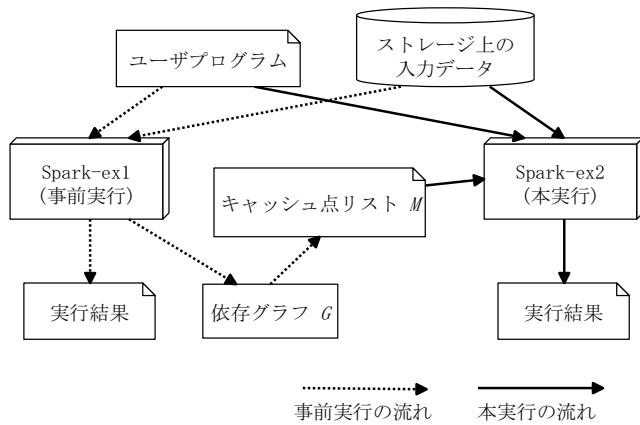 ユーザプログラム
ストレージ上の
入力データ
Spark-ex1
(事前実行)
Spark-ex2
(本実行)
キャッシュ点リスト M
実行結果
依存グラフ G
実行結果
事前実行の流れ
本実行の流れ